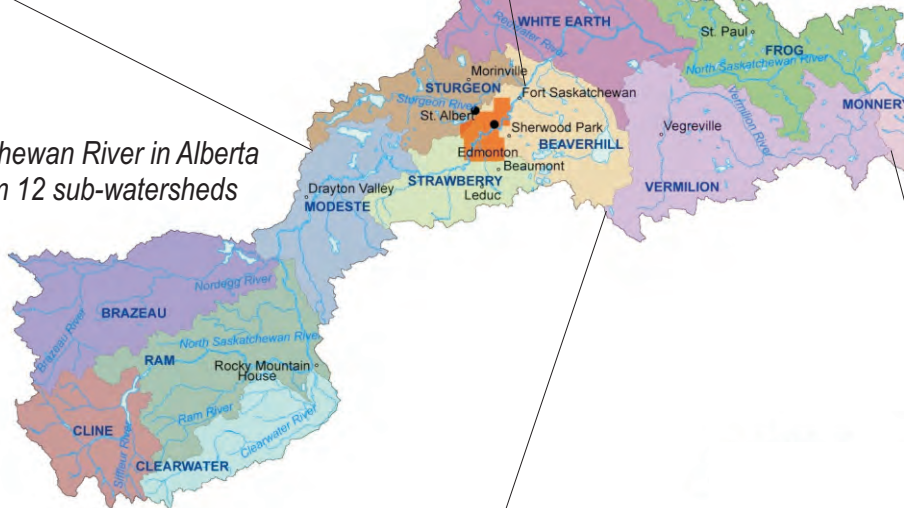 WHITE EARTH
Redwater River
St. Paul
FROG
North Saskatchewan River
Morinville
STURGEON
Sturgeon River
Fort Saskatchewan
St. Albert
MONNERY
Vermilion River
Vegreville
Sherwood Park
BEAVERHILL
Edmonton
Beaumont
hewan River in Alberta
12 sub-watersheds
STRAWBERRY
Leduc
VERMILION
Drayton Valley
MODESTE
Nordegg River
BRAZEAU
Brazeau River
North Saskatchewan River
RAM
Rocky Mountain
House
Ram River
Clearwater River
CLINE
Siffleur River
CLEARWATER